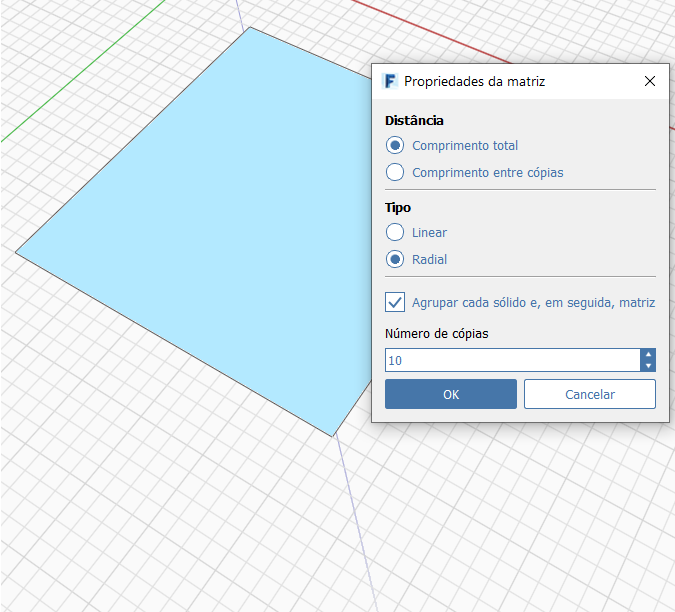 F Propriedades da matriz
Distância
Comprimento total
Comprimento entre cópias
Tipo
Linear
Radial
Agrupar cada sólido e, em seguida, matriz
Número de cópias
10
OK Cancelar